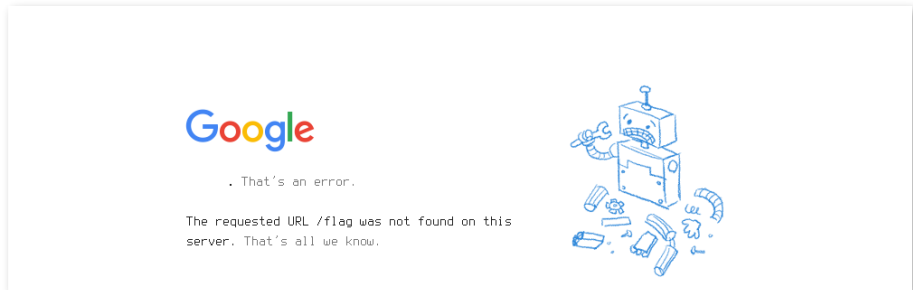 Google
. That's an error.
The requested URL /flag was not found on this
server. That's all we know.